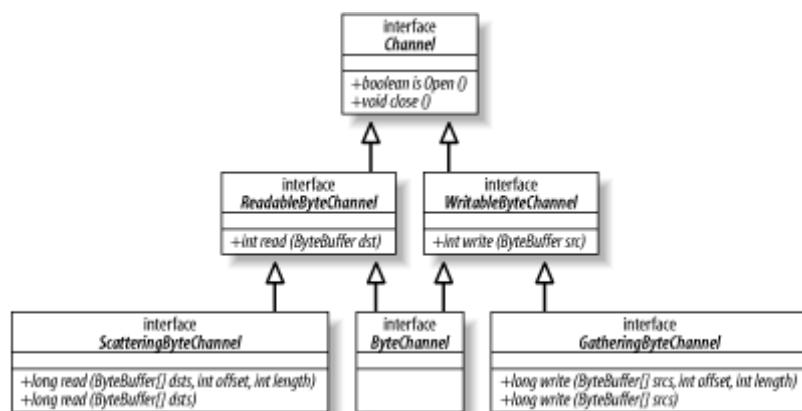 interface
Channel
+boolean is Open ()
+void close ()
interface
ReadableByteChannel
+int read (ByteBuffer dst)
interface
WritableByteChannel
+int write (ByteBuffer src)
interface
ScatteringByteChannel
+long read (ByteBuffer[] dsts, int offset, int length)
+long read (ByteBuffer[] dsts)
interface
ByteChannel
interface
GatheringByteChannel
+long write (ByteBuffer[] srcs, int offset, int length)
+long write (ByteBuffer[] srcs)